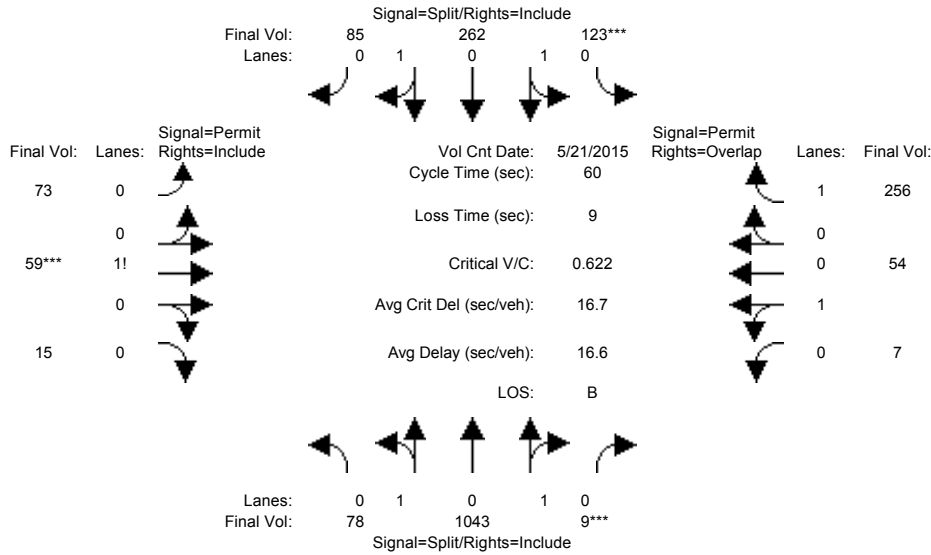 Signal=Split/Rights=Include
Final Vol: 85 262 123***
Lanes: 0 1 0 1 0
Signal=Permit Signal=Permit
Final Vol: Lanes: Rights=Include Vol Cnt Date: 5/21/2015 Rights=Overlap Lanes: Final Vol:
Cycle Time (sec): 60
73 0 1 256
Loss Time (sec): 9
0 0
59*** 1! Critical V/C: 0.622 0 54
0 Avg Crit Del (sec/veh): 16.7 1
15 0 Avg Delay (sec/veh): 16.6 0 7
LOS: B
Lanes: 0 1 0 1 0
Final Vol: 78 1043 9***
Signal=Split/Rights=Include